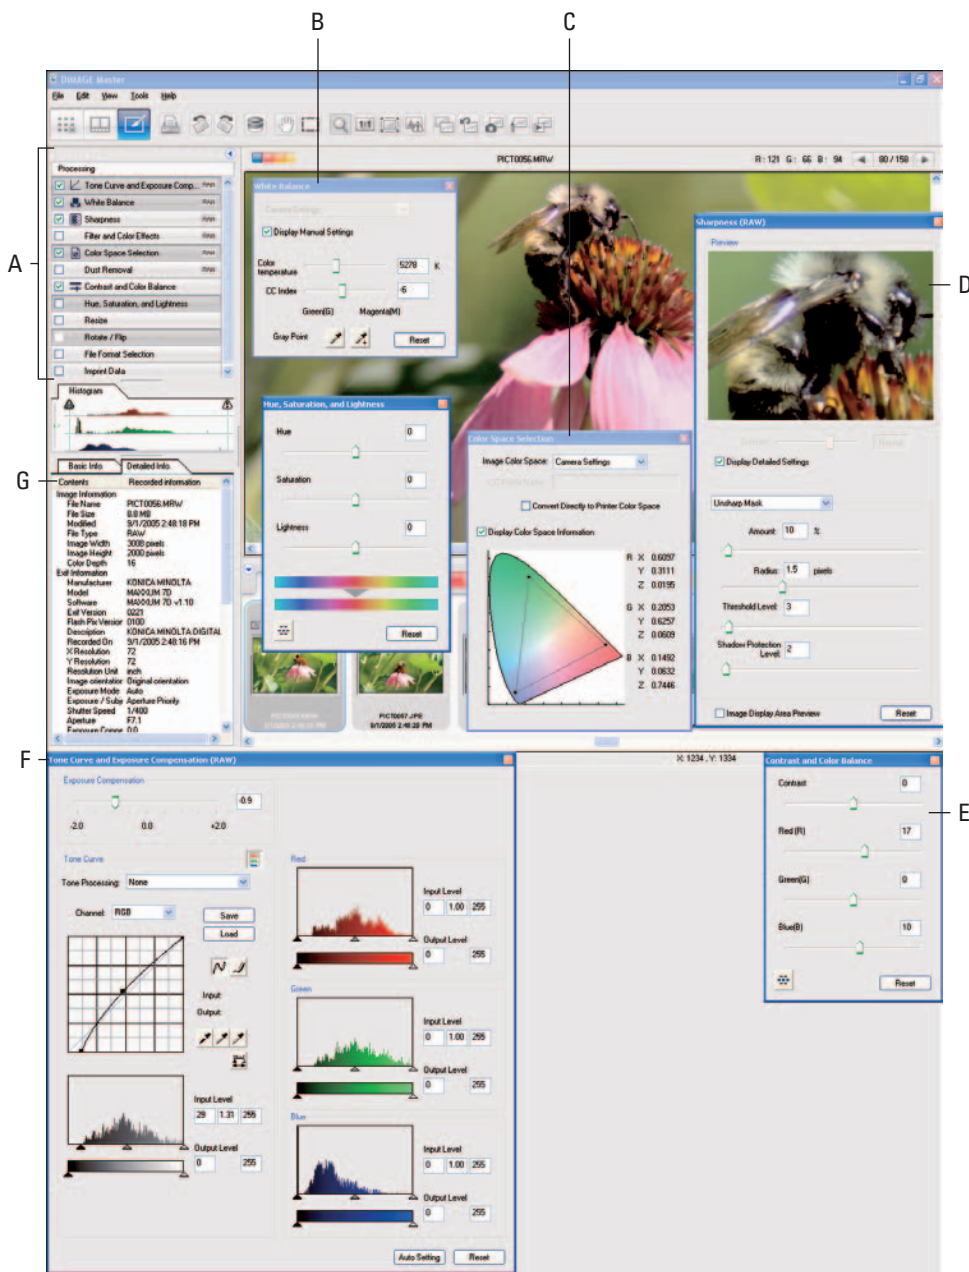 B
C
DiMAGE Master
File Edit View Tools Help
PICT0056.MRW
R: 121 G: 66 B: 94
80 / 158
A
Processing
Tone Curve and Exposure Comp... RAW
White Balance RAW
Sharpness RAW
Filter and Color Effects
Color Space Selection RAW
Dust Removal RAW
Contrast and Color Balance
Hue, Saturation, and Lightness
Resize
Rotate / Flip
File Format Selection
Imprint Data
White Balance
Camera Settings
Display Manual Settings
Color temperature 5278 K
CC Index -6
Green(G) Magenta(M)
Gray Point Reset
Sharpness (RAW)
Preview
D
Display Detailed Settings
Unsharp Mask
Amount: 10 %
Radius: 1.5 pixels
Threshold Level: 3
Shadow Protection Level: 2
Image Display Area Preview Reset
Histogram
G
Basic Info. Detailed Info.
Contents Recorded information
Image Information
File Name PICT0056.MRW
File Size 8.8 MB
Modified 9/1/2005 2:48:18 PM
File Type RAW
Image Width 3008 pixels
Image Height 2000 pixels
Color Depth 16
Exif Information
Manufacturer KONICA MINOLTA
Model MAXXUM 7D
Software MAXXUM 7D v1.10
Exif Version 0221
Flash Pix Version 0100
Description KONICA MINOLTA DIGITAL
Recorded On 9/1/2005 2:48:16 PM
X Resolution 72
Y Resolution 72
Resolution Unit inch
Image orientation Original orientation
Exposure Mode Auto
Exposure / Subj Aperture Priority
Shutter Speed 1/400
Aperture F7.1
Exposure Compe 0.0
Hue, Saturation, and Lightness
Hue 0
Saturation 0
Lightness 0
Reset
Color Space Selection
Image Color Space: Camera Settings
Convert Directly to Printer Color Space
Display Color Space Information
R X 0.6097
Y 0.3111
Z 0.0195
G X 0.2053
Y 0.6257
Z 0.0609
B X 0.1492
Y 0.0632
Z 0.7446
PICT0057.JPG
9/1/2005 2:48:20 PM
F
Tone Curve and Exposure Compensation (RAW)
Exposure Compensation
-0.9
-2.0 0.0 +2.0
Tone Curve
Tone Processing: None
Channel: RGB
Save
Load
Input:
Output:
Input Level
29 1.31 255
Output Level
0 255
Red
Input Level
0 1.00 255
Output Level
0 255
Green
Input Level
0 1.00 255
Output Level
0 255
Blue
Input Level
0 1.00 255
Output Level
0 255
Auto Setting Reset
X: 1234 , Y: 1334
Contrast and Color Balance
E
Contrast 0
Red (R) 17
Green(G) 0
Blue(B) 10
Reset